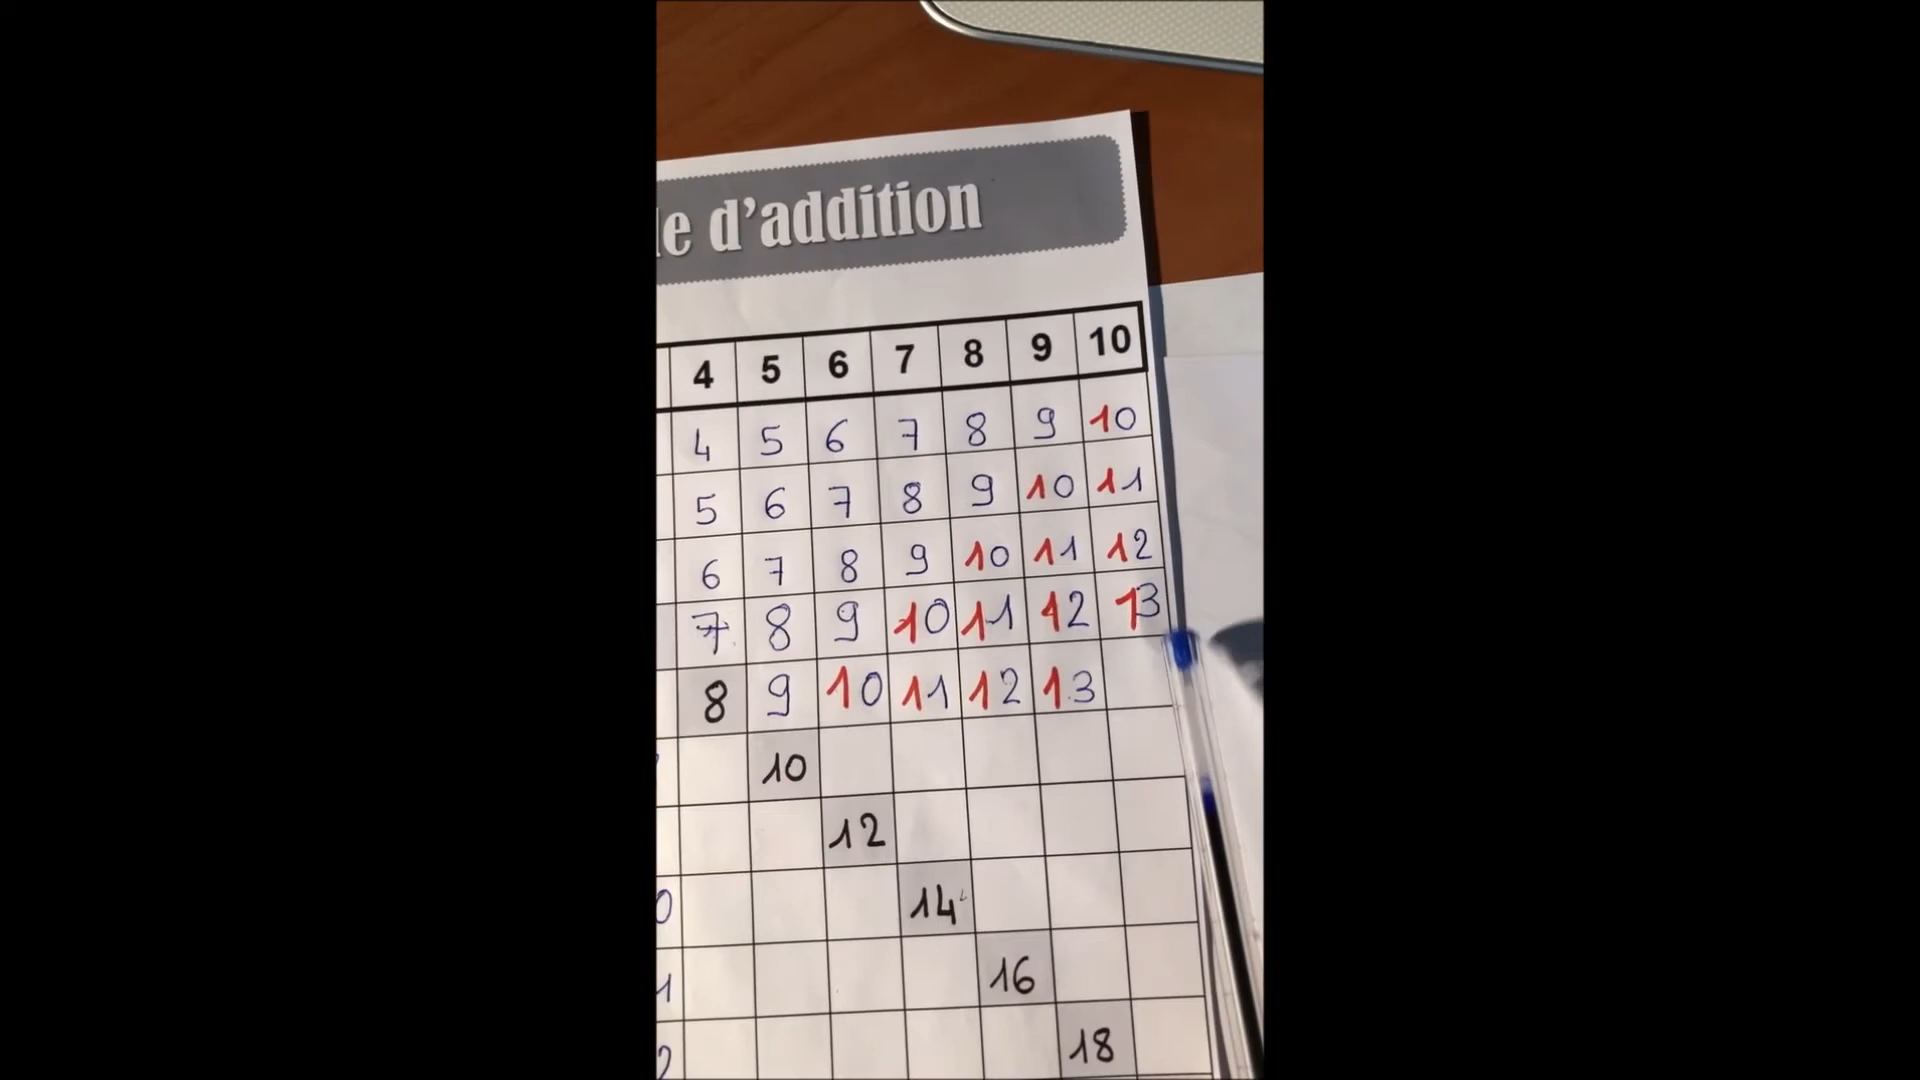 le d'addition
4 5 6 7 8 9 10
4 5 6 7 8 9 10
5 6 7 8 9 10 11
6 7 8 9 10 11 12
7 8 9 10 11 12 13
8 9 10 11 12 13
10
12
0 14
1 16
2 18